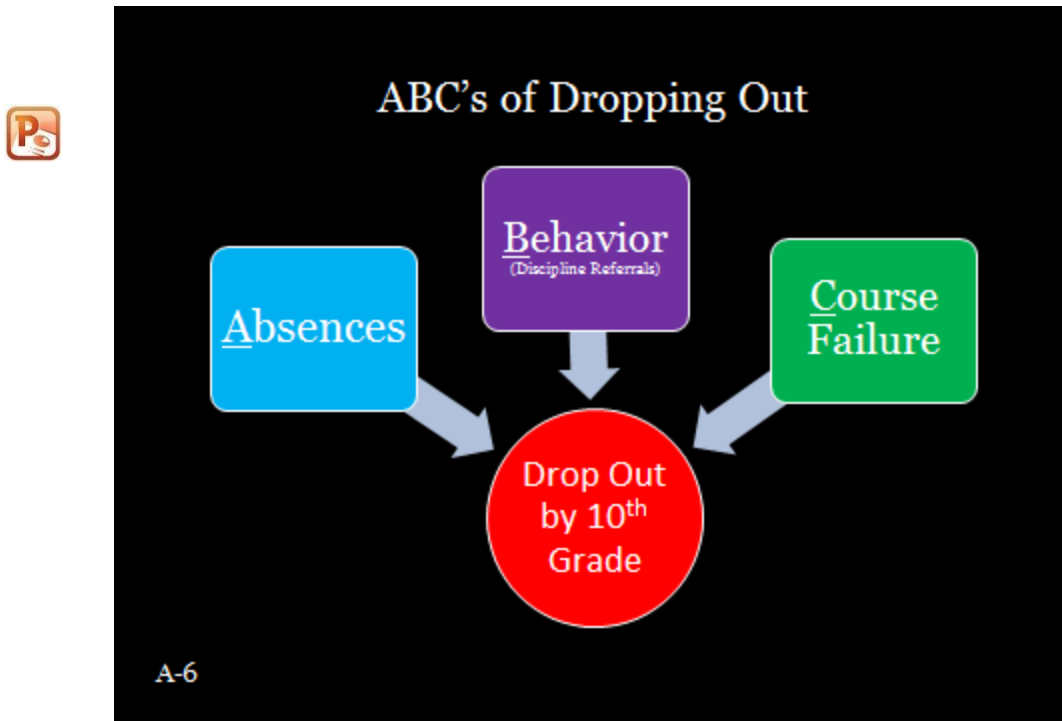 ABC’s of Dropping Out
Absences
Behavior
(Discipline Referrals)
Course
Failure
Drop Out
by 10th
Grade
A-6
P